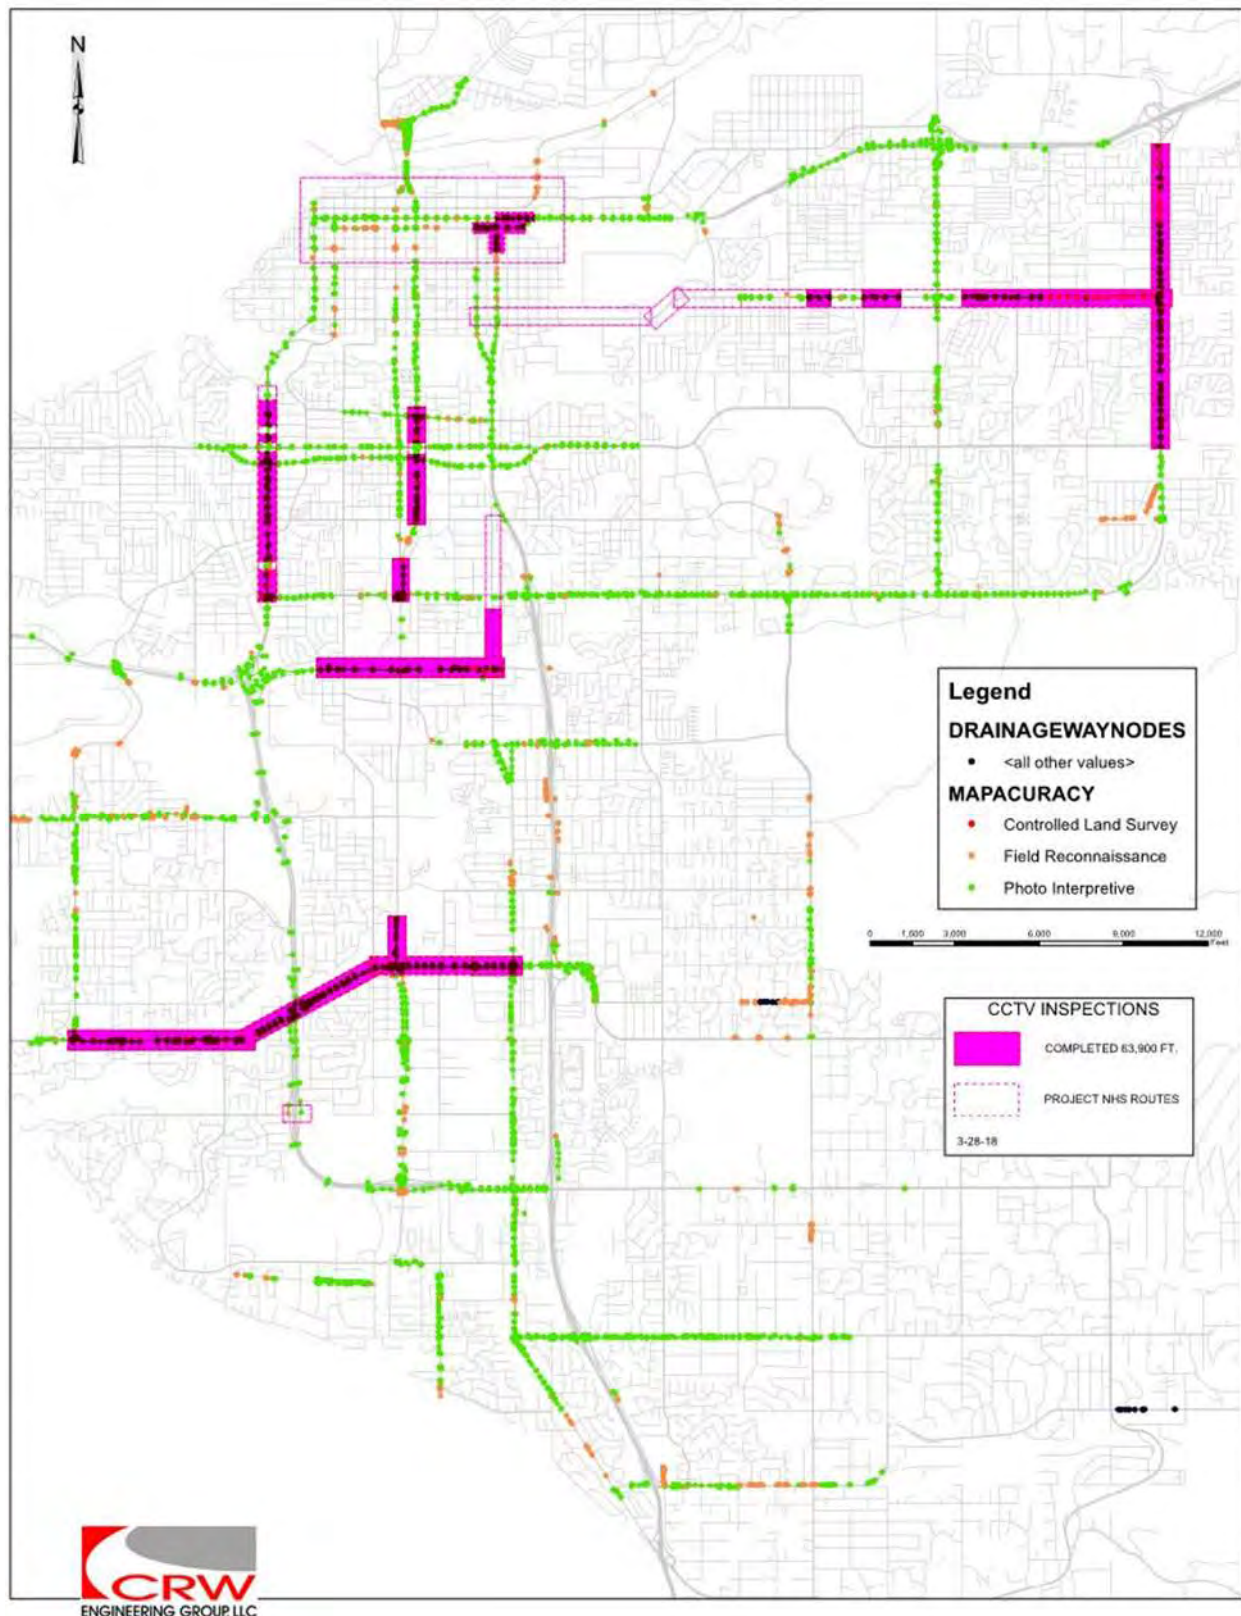 N
Legend
DRAINAGEWAYNODES
<all other values>
MAPACURACY
Controlled Land Survey
Field Reconnaissance
Photo Interpretive
0 1,500 3,000 6,000 9,000 12,000
Feet
CCTV INSPECTIONS
COMPLETED 63,900 FT.
PROJECT NHS ROUTES
3-28-18
CRW
ENGINEERING GROUP, LLC